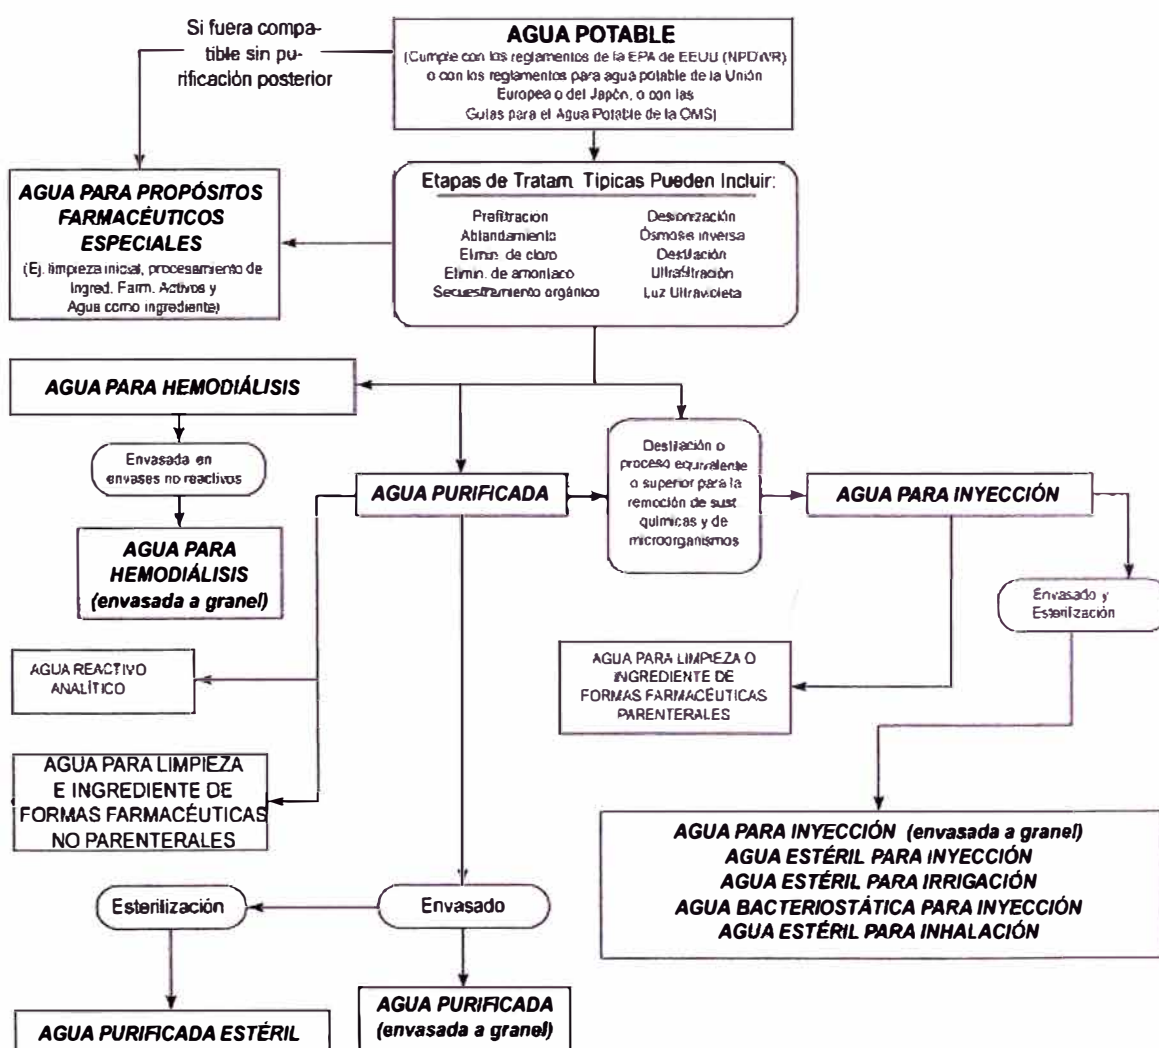 Si fuera compa-
tible sin pu-
rificación posterior
AGUA POTABLE
(Cumple con los reglamentos de la EPA de EEUU (NPDWR)
o con los reglamentos para agua potable de la Unión
Europea o del Japón, o con las
Guías para el Agua Potable de la OMS)
AGUA PARA PROPÓSITOS
FARMACÉUTICOS
ESPECIALES
(Ej. limpieza inicial, procesamiento de
Ingred. Farm. Activos y
Agua como ingrediente)
Etapas de Tratam. Típicas Pueden Incluir:
Prefiltración
Ablandamiento
Elimin. de cloro
Elimin. de amoníaco
Secuestramiento orgánico
Desionización
Ósmosis inversa
Destilación
Ultrafiltración
Luz Ultravioleta
AGUA PARA HEMODIÁLISIS
Envasada en
envases no reactivos
AGUA PARA
HEMODIÁLISIS
(envasada a granel)
AGUA PURIFICADA
Destilación o
proceso equivalente
o superior para la
remoción de sust.
químicas y de
microorganismos
AGUA PARA INYECCIÓN
Envasado y
Esterilización
AGUA REACTIVO
ANALÍTICO
AGUA PARA LIMPIEZA O
INGREDIENTE DE
FORMAS FARMACÉUTICAS
PARENTERALES
AGUA PARA LIMPIEZA
E INGREDIENTE DE
FORMAS FARMACÉUTICAS
NO PARENTERALES
AGUA PARA INYECCIÓN (envasada a granel)
AGUA ESTÉRIL PARA INYECCIÓN
AGUA ESTÉRIL PARA IRRIGACIÓN
AGUA BACTERIOSTÁTICA PARA INYECCIÓN
AGUA ESTÉRIL PARA INHALACIÓN
Esterilización
Envasado
AGUA PURIFICADA ESTÉRIL
AGUA PURIFICADA
(envasada a granel)